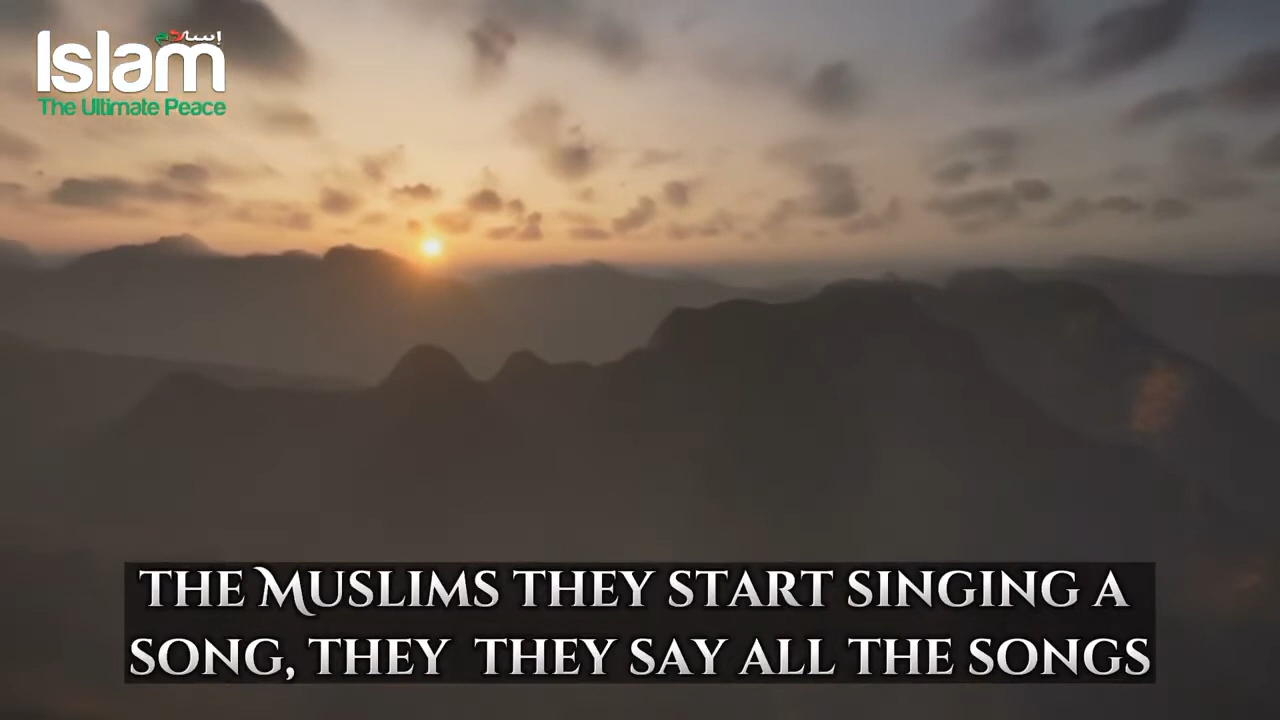 إسلام
Islam
The Ultimate Peace
THE MUSLIMS THEY START SINGING A
SONG, THEY THEY SAY ALL THE SONGS